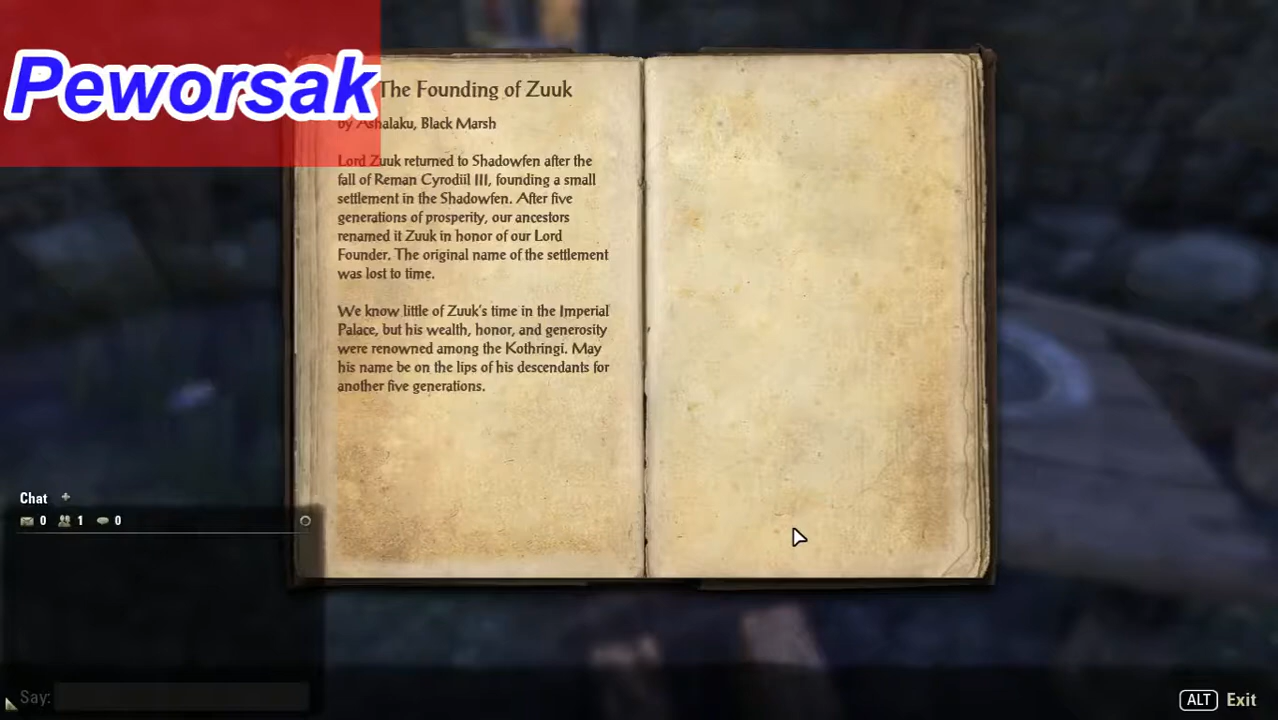 Peworsak
The Founding of Zuuk
by Ashalaku, Black Marsh
Lord Zuuk returned to Shadowfen after the
fall of Reman Cyrodiil III, founding a small
settlement in the Shadowfen. After five
generations of prosperity, our ancestors
renamed it Zuuk in honor of our Lord
Founder. The original name of the settlement
was lost to time.
We know little of Zuuk's time in the Imperial
Palace, but his wealth, honor, and generosity
were renowned among the Kothringi. May
his name be on the lips of his descendants for
another five generations.
Chat +
0 1 0
Say:
ALT Exit